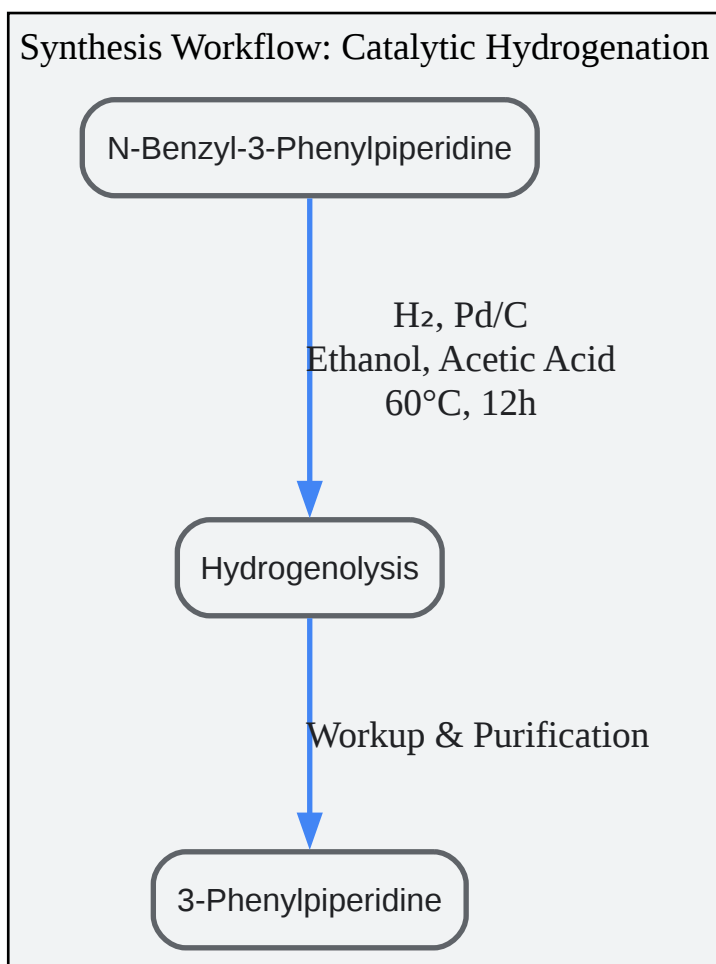 Synthesis Workflow: Catalytic Hydrogenation
N-Benzyl-3-Phenylpiperidine
H₂, Pd/C
Ethanol, Acetic Acid
60°C, 12h
Hydrogenolysis
Workup & Purification
3-Phenylpiperidine